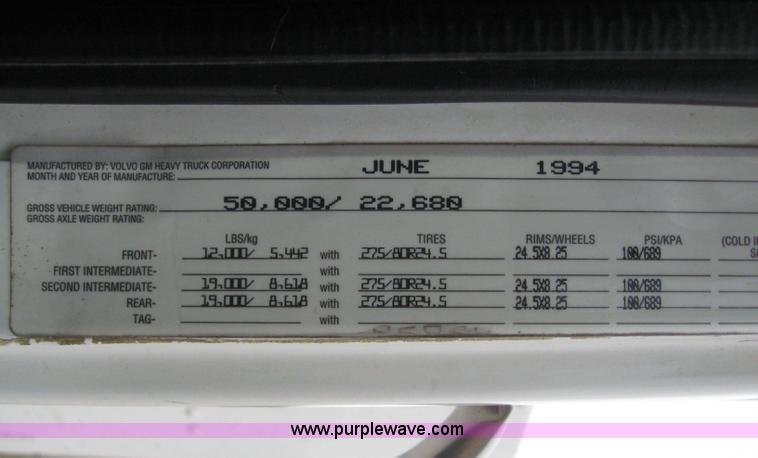 MANUFACTURED BY: VOLVO GM HEAVY TRUCK CORPORATION
MONTH AND YEAR OF MANUFACTURE: JUNE 1994
GROSS VEHICLE WEIGHT RATING: 50,000/ 22,680
GROSS AXLE WEIGHT RATING:
LBS/kg TIRES RIMS/WHEELS PSI/KPA (COLD
FRONT- 12,000/ 5,442 with 275/80R24.5 24.5X8.25 100/689
FIRST INTERMEDIATE- with
SECOND INTERMEDIATE- 19,000/ 8,618 with 275/80R24.5 24.5X8.25 100/689
REAR- 19,000/ 8,618 with 275/80R24.5 24.5X8.25 100/689
TAG- with
www.purplewave.com